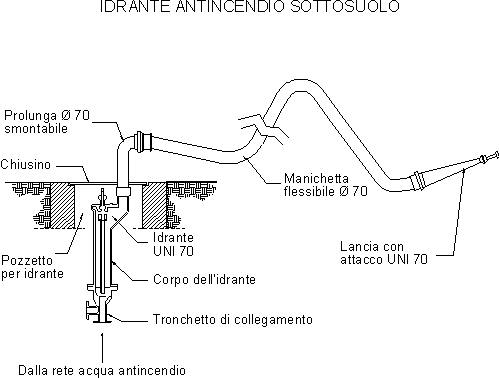 IDRANTE ANTINCENDIO SOTTOSUOLO
Prolunga Ø 70
smontabile
Chiusino
Manichetta
flessibile Ø 70
Idrante
UNI 70
Lancia con
attacco UNI 70
Pozzetto
per idrante
Corpo dell'idrante
Tronchetto di collegamento
Dalla rete acqua antincendio